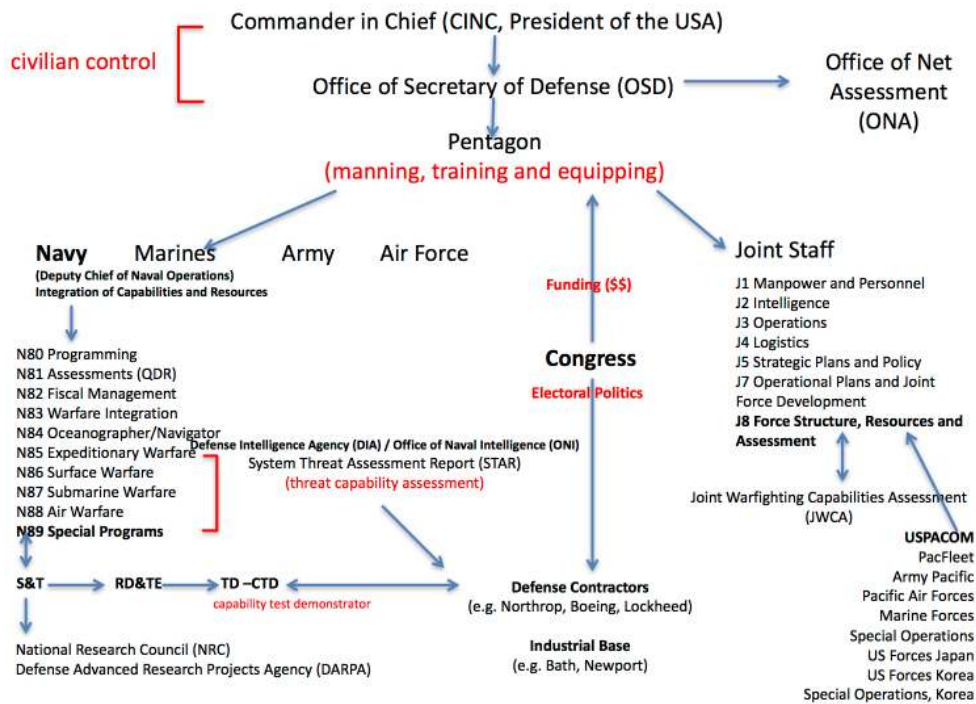 Commander in Chief (CINC, President of the USA)
civilian control
Office of Secretary of Defense (OSD)
Office of Net
Assessment
(ONA)
Pentagon
(manning, training and equipping)
Navy
Marines
Army
Air Force
(Deputy Chief of Naval Operations)
Integration of Capabilities and Resources
Joint Staff
J1 Manpower and Personnel
J2 Intelligence
J3 Operations
J4 Logistics
J5 Strategic Plans and Policy
J7 Operational Plans and Joint
Force Development
J8 Force Structure, Resources and
Assessment
Funding ($$)
Congress
Electoral Politics
N80 Programming
N81 Assessments (QDR)
N82 Fiscal Management
N83 Warfare Integration
N84 Oceanographer/Navigator
N85 Expeditionary Warfare
N86 Surface Warfare
N87 Submarine Warfare
N88 Air Warfare
N89 Special Programs
Defense Intelligence Agency (DIA) / Office of Naval Intelligence (ONI)
System Threat Assessment Report (STAR)
(threat capability assessment)
Joint Warfighting Capabilities Assessment
(JWCA)
USPACOM
PacFleet
Army Pacific
Pacific Air Forces
Marine Forces
Special Operations
US Forces Japan
US Forces Korea
Special Operations, Korea
S&T
RD&TE
TD –CTD
capability test demonstrator
Defense Contractors
(e.g. Northrop, Boeing, Lockheed)
Industrial Base
(e.g. Bath, Newport)
National Research Council (NRC)
Defense Advanced Research Projects Agency (DARPA)